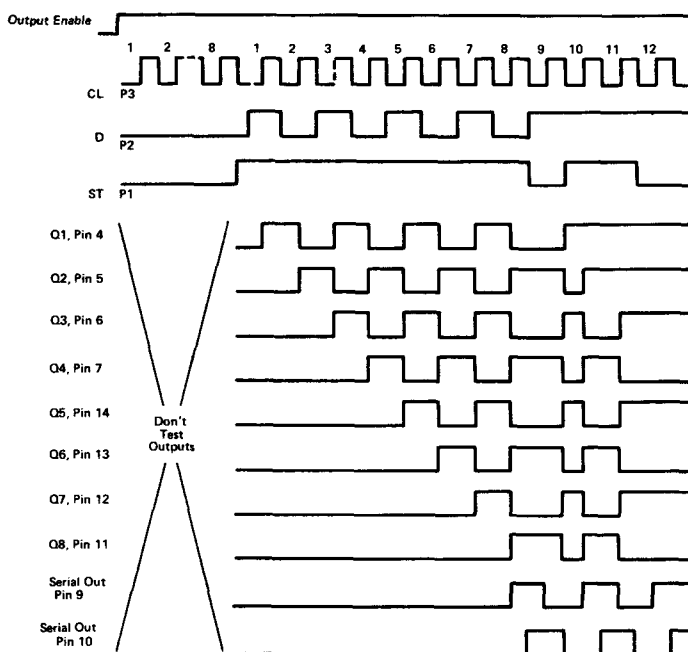 Output Enable
1 2 8 1 2 3 4 5 6 7 8 9 10 11 12
CL P3
D P2
ST P1
Q1, Pin 4
Q2, Pin 5
Q3, Pin 6
Q4, Pin 7
Q5, Pin 14
Q6, Pin 13
Q7, Pin 12
Q8, Pin 11
Serial Out
Pin 9
Serial Out
Pin 10
Don't
Test
Outputs